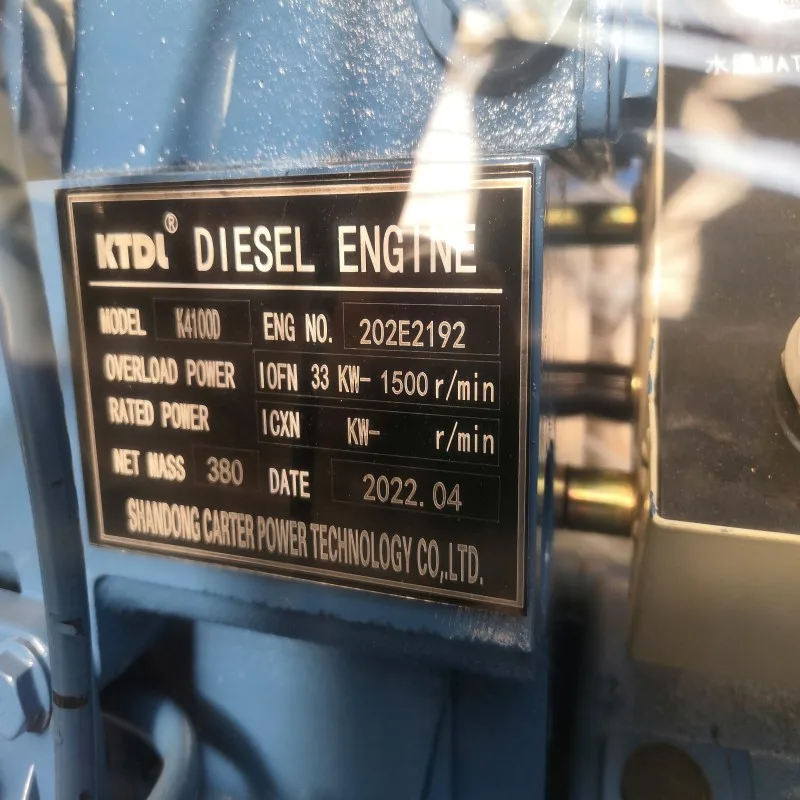 KTDL® DIESEL ENGINE
MODEL K4100D ENG NO. 202E2192
OVERLOAD POWER IOFN 33 KW- 1500 r/min
RATED POWER ICXN KW- r/min
NET MASS 380 DATE 2022.04
SHANDONG CARTER POWER TECHNOLOGY CO,.LTD.